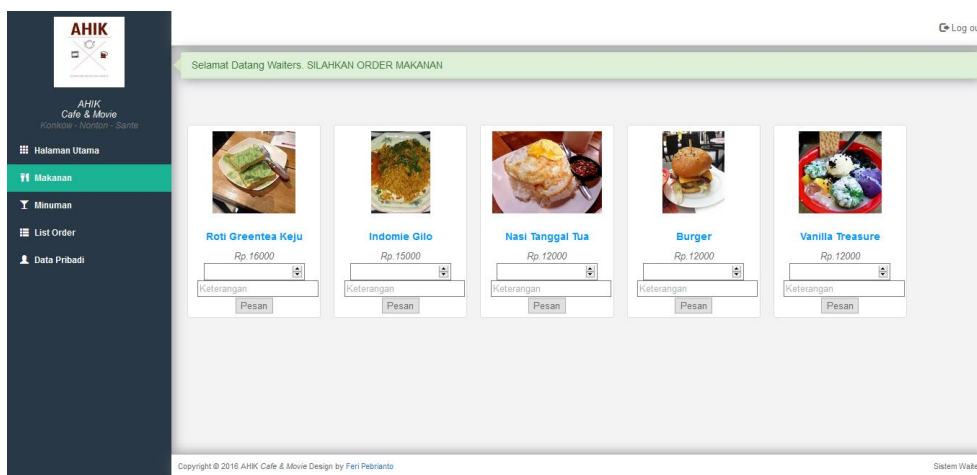 AHIK
AHIK
Cafe & Movie
Konkow - Nonton - Sante
Halaman Utama
Makanan
Minuman
List Order
Data Pribadi
Log ou
Selamat Datang Waiters. SILAHKAN ORDER MAKANAN
Roti Greentea Keju
Rp.16000
Keterangan
Pesan
Indomie Gilo
Rp.15000
Keterangan
Pesan
Nasi Tanggal Tua
Rp.12000
Keterangan
Pesan
Burger
Rp.12000
Keterangan
Pesan
Vanilla Treasure
Rp.12000
Keterangan
Pesan
Copyright © 2016 AHIK Cafe & Movie Design by Feri Pebrianto
Sistem Waite